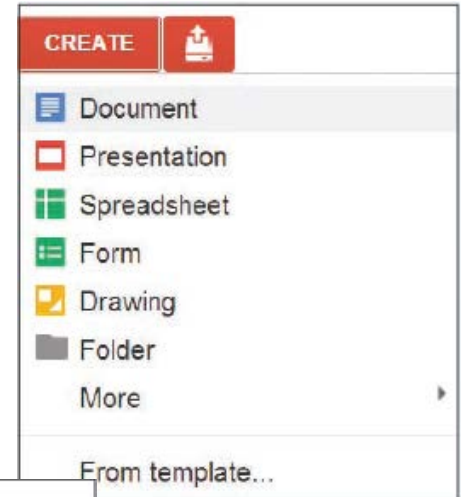 CREATE
Document
Presentation
Spreadsheet
Form
Drawing
Folder
More
From template...